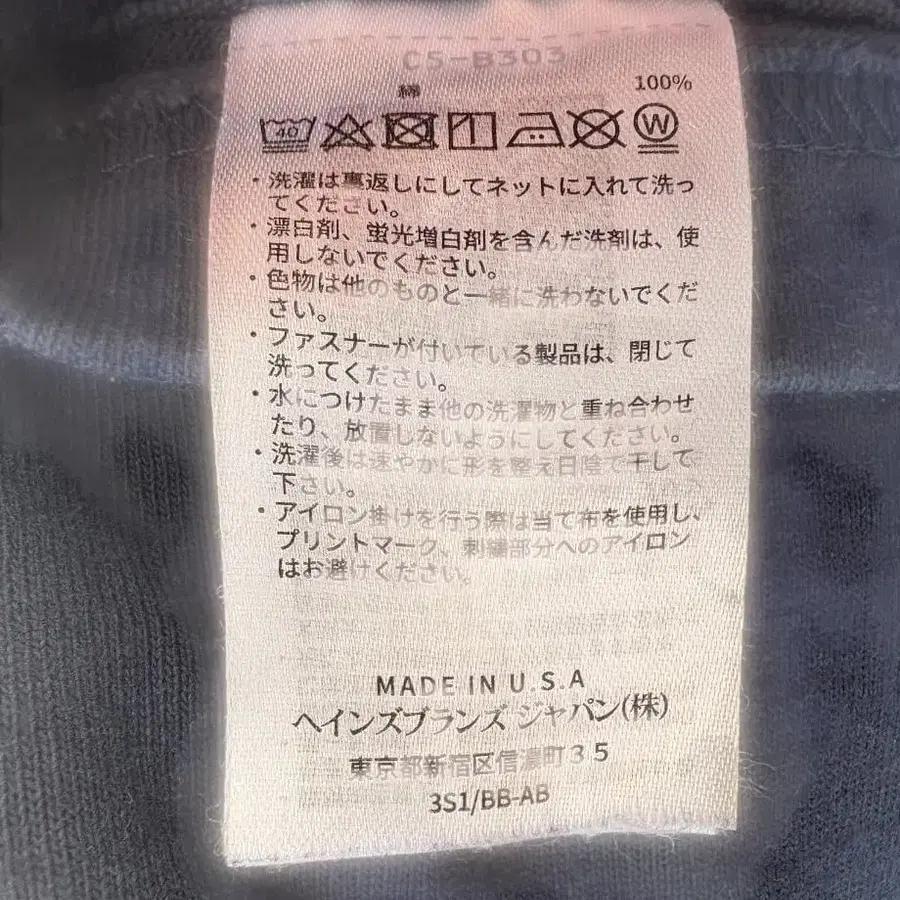 C5-B303
綿 100%
40
W
・洗濯は裏返しにしてネットに入れて洗っ
てください。
・漂白剤、蛍光増白剤を含んだ洗剤は、使
用しないでください。
・色物は他のものと一緒に洗わないでくだ
さい。
・ファスナーが付いている製品は、閉じて
洗ってください。
・水につけたまま他の洗濯物と重ね合わせ
たり、放置しないようにしてください。
・洗濯後は速やかに形を整え日陰で干して
下さい。
・アイロン掛けを行う際は当て布を使用し、
プリントマーク、刺繍部分へのアイロン
はお避けください。
MADE IN U.S.A
ヘインズブランズ ジャパン(株)
東京都新宿区信濃町35
3S1/BB-AB